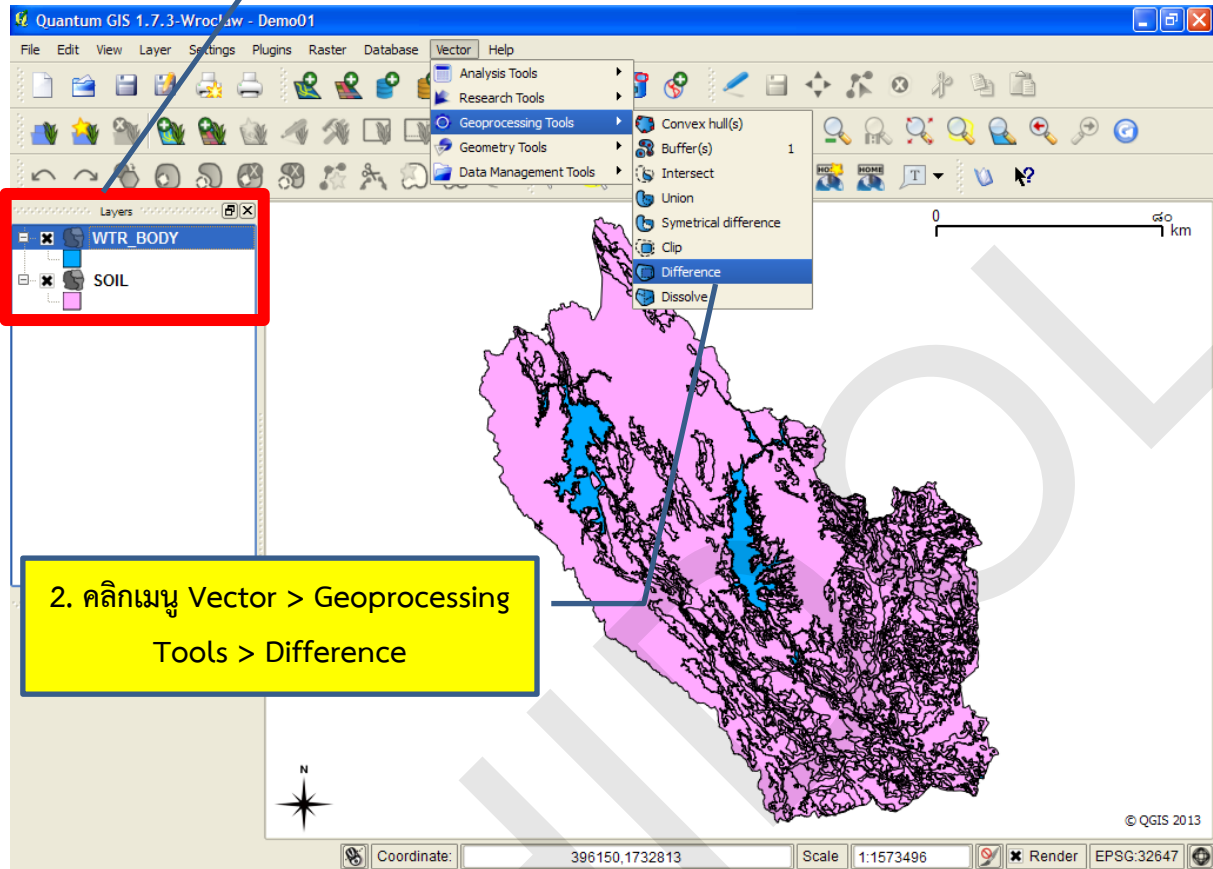 Quantum GIS 1.7.3-Wroclaw - Demo01
File Edit View Layer Settings Plugins Raster Database Vector Help
Analysis Tools
Research Tools
Geoprocessing Tools
Geometry Tools
Data Management Tools
Convex hull(s)
Buffer(s) 1
Intersect
Union
Symetrical difference
Clip
Difference
Dissolve
Layers
WTR_BODY
SOIL
0 ๘๐
km
2. คลิกเมนู Vector > Geoprocessing
Tools > Difference
N
© QGIS 2013
Coordinate: 396150,1732813 Scale 1:1573496 Render EPSG:32647